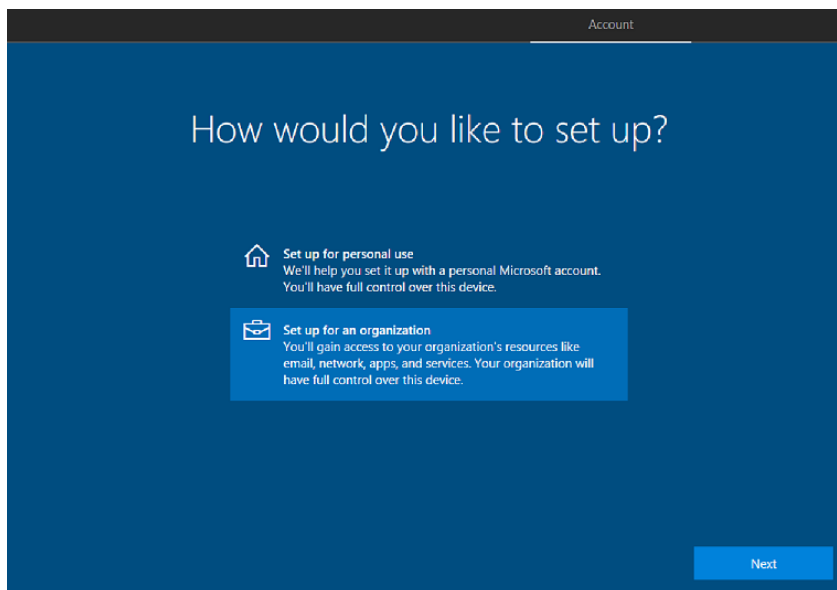 Account
How would you like to set up?
Set up for personal use
We'll help you set it up with a personal Microsoft account.
You'll have full control over this device.
Set up for an organization
You'll gain access to your organization's resources like
email, network, apps, and services. Your organization will
have full control over this device.
Next